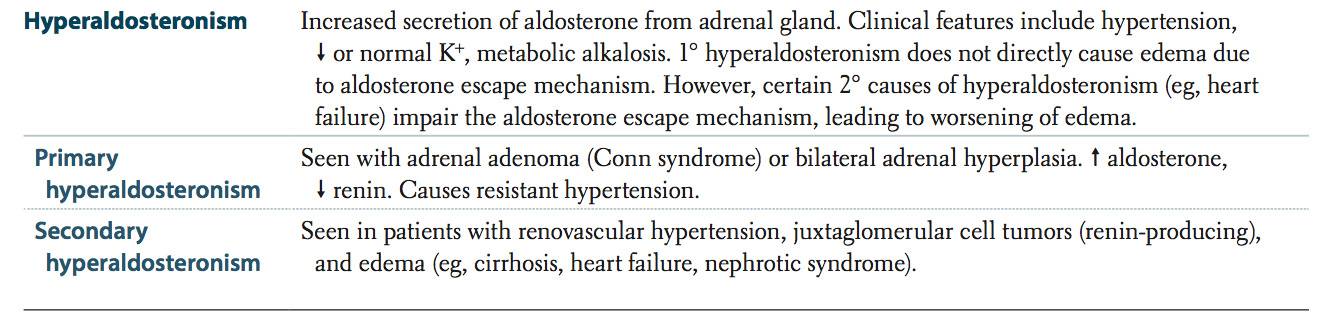 Hyperaldosteronism Increased secretion of aldosterone from adrenal gland. Clinical features include hypertension,
↓ or normal K⁺, metabolic alkalosis. 1° hyperaldosteronism does not directly cause edema due
to aldosterone escape mechanism. However, certain 2° causes of hyperaldosteronism (eg, heart
failure) impair the aldosterone escape mechanism, leading to worsening of edema.
Primary Seen with adrenal adenoma (Conn syndrome) or bilateral adrenal hyperplasia. ↑ aldosterone,
hyperaldosteronism ↓ renin. Causes resistant hypertension.
Secondary Seen in patients with renovascular hypertension, juxtaglomerular cell tumors (renin-producing),
hyperaldosteronism and edema (eg, cirrhosis, heart failure, nephrotic syndrome).